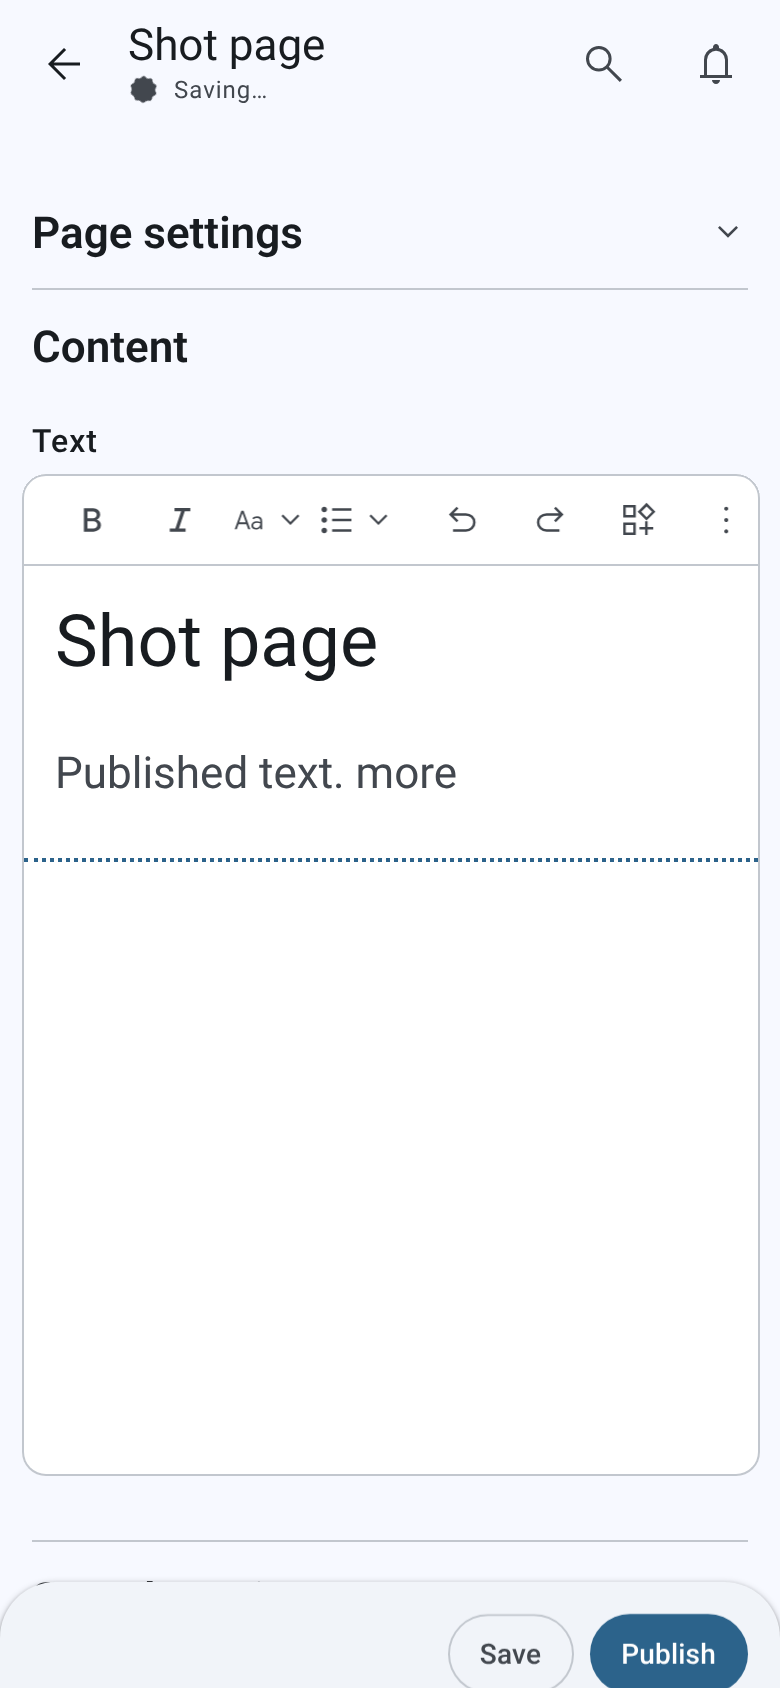 Shot page
Saving…
Page settings
Content
Text
B I Aa
Shot page
Published text. more
Save Publish